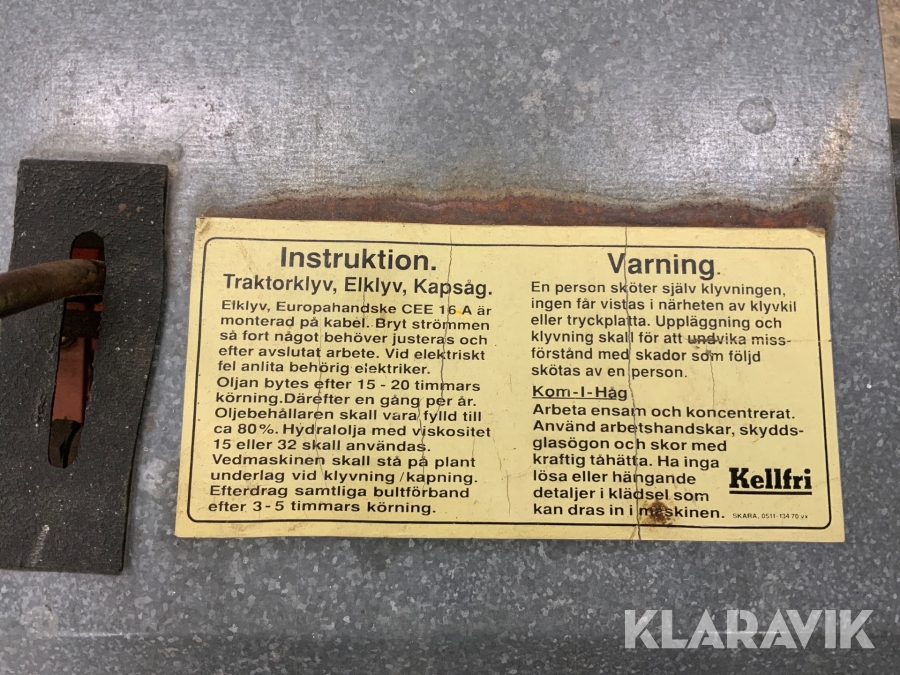 Instruktion.
Traktorklyv, Elklyv, Kapsåg.
Elklyv, Europahandske CEE 16 A är
monterad på kabel. Bryt strömmen
så fort något behöver justeras och
efter avslutat arbete. Vid elektriskt
fel anlita behörig elektriker.
Oljan bytes efter 15 - 20 timmars
körning. Därefter en gång per år.
Oljebehållaren skall vara fylld till
ca 80%. Hydralolja med viskositet
15 eller 32 skall användas.
Vedmaskinen skall stå på plant
underlag vid klyvning/kapning.
Efterdrag samtliga bultförband
efter 3-5 timmars körning.
Varning.
En person sköter själv klyvningen,
ingen får vistas i närheten av klyvkil
eller tryckplatta. Uppläggning och
klyvning skall för att undvika miss-
förstånd med skador som följd
skötas av en person.
Kom-I-Håg
Arbeta ensam och koncentrerat.
Använd arbetshandskar, skydds-
glasögon och skor med
kraftig tåhätta. Ha inga
lösa eller hängande
detaljer i klädsel som
kan dras in i maskinen.
Kellfri
SKARA, 0511-134 70 yx
KLARAVIK